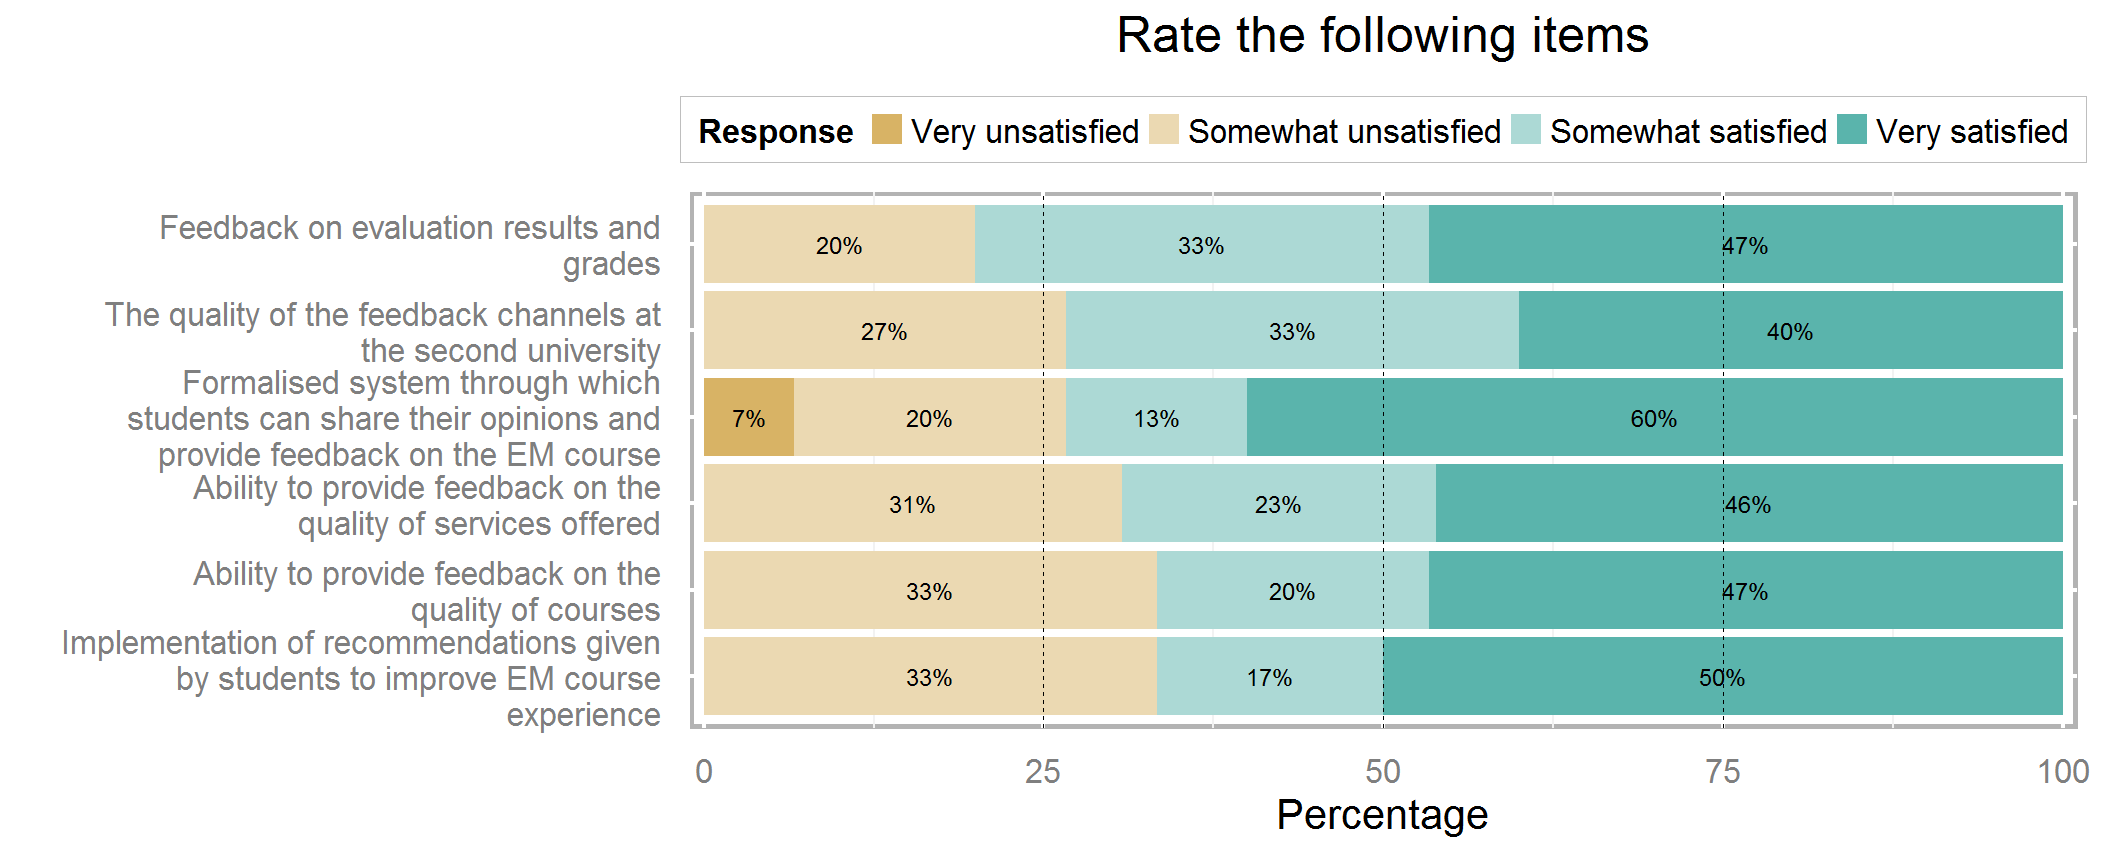 Rate the following items
Response Very unsatisfied Somewhat unsatisfied Somewhat satisfied Very satisfied
Feedback on evaluation results and
grades
20% 33% 47%
The quality of the feedback channels at
the second university
27% 33% 40%
Formalised system through which
students can share their opinions and
provide feedback on the EM course
7% 20% 13% 60%
Ability to provide feedback on the
quality of services offered
31% 23% 46%
Ability to provide feedback on the
quality of courses
33% 20% 47%
Implementation of recommendations given
by students to improve EM course
experience
33% 17% 50%
0 25 50 75 100
Percentage